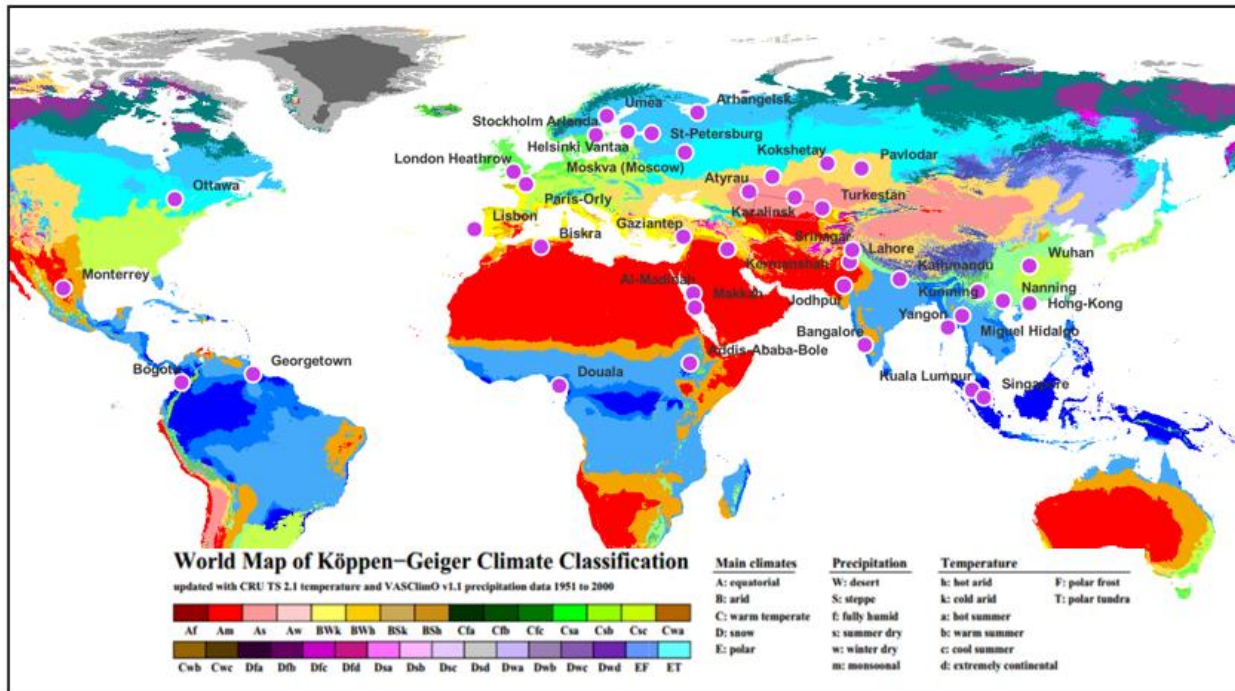 Umea
Arhangelsk
Stockholm Arlanda
St-Petersburg
Helsinki Vantaa
London Heathrow
Moskva (Moscow)
Kokshetay
Pavlodar
Ottawa
Atyrau
Paris-Orly
Turkestan
Kazalinsk
Lisbon
Gaziantep
Biskra
Srinagar
Lahore
Wuhan
Monterrey
Kermanshah
Kathmandu
Al-Madinah
Makkah
Kunming
Nanning
Jodhpur
Hong-Kong
Yangon
Bangalore
Miguel Hidalgo
Addis-Ababa-Bole
Georgetown
Bogota
Douala
Kuala Lumpur
Singapore
World Map of Köppen−Geiger Climate Classification
updated with CRU TS 2.1 temperature and VASClimO v1.1 precipitation data 1951 to 2000
Af Am As Aw BWk BWh BSk BSh Cfa Cfb Cfc Csa Csb Csc Cwa
Cwb Cwc Dfa Dfb Dfc Dfd Dsa Dsb Dsc Dsd Dwa Dwb Dwc Dwd EF ET
Main climates
A: equatorial
B: arid
C: warm temperate
D: snow
E: polar
Precipitation
W: desert
S: steppe
f: fully humid
s: summer dry
w: winter dry
m: monsoonal
Temperature
h: hot arid
k: cold arid
a: hot summer
b: warm summer
c: cool summer
d: extremely continental
F: polar frost
T: polar tundra